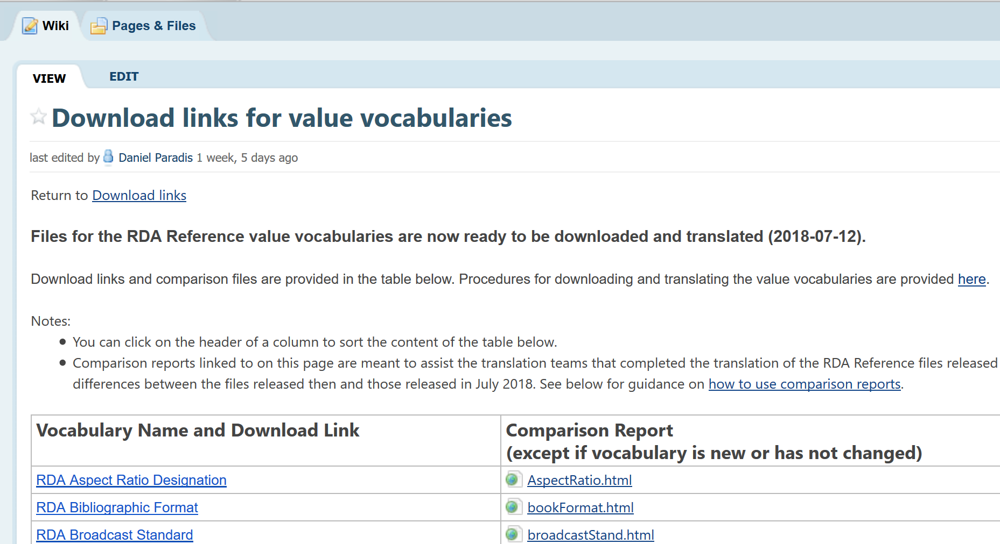 Wiki Pages & Files
VIEW EDIT
Download links for value vocabularies
last edited by Daniel Paradis 1 week, 5 days ago
Return to Download links
Files for the RDA Reference value vocabularies are now ready to be downloaded and translated (2018-07-12).
Download links and comparison files are provided in the table below. Procedures for downloading and translating the value vocabularies are provided here.
Notes:
● You can click on the header of a column to sort the content of the table below.
● Comparison reports linked to on this page are meant to assist the translation teams that completed the translation of the RDA Reference files released
differences between the files released then and those released in July 2018. See below for guidance on how to use comparison reports.
Vocabulary Name and Download Link
Comparison Report
(except if vocabulary is new or has not changed)
RDA Aspect Ratio Designation AspectRatio.html
RDA Bibliographic Format bookFormat.html
RDA Broadcast Standard broadcastStand.html